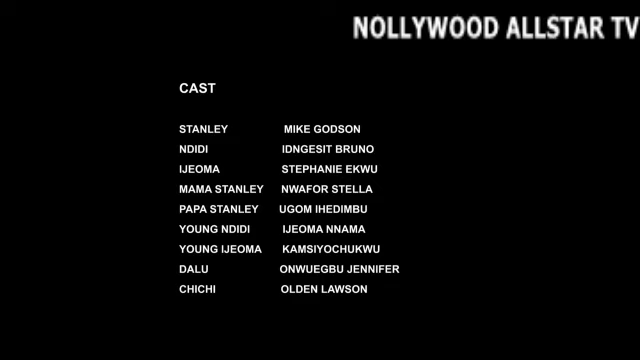 NOLLYWOOD ALLSTAR TV
CAST
STANLEY MIKE GODSON
NDIDI IDNGESIT BRUNO
IJEOMA STEPHANIE EKWU
MAMA STANLEY NWAFOR STELLA
PAPA STANLEY UGOM IHEDIMBU
YOUNG NDIDI IJEOMA NNAMA
YOUNG IJEOMA KAMSIYOCHUKWU
DALU ONWUEGBU JENNIFER
CHICHI OLDEN LAWSON